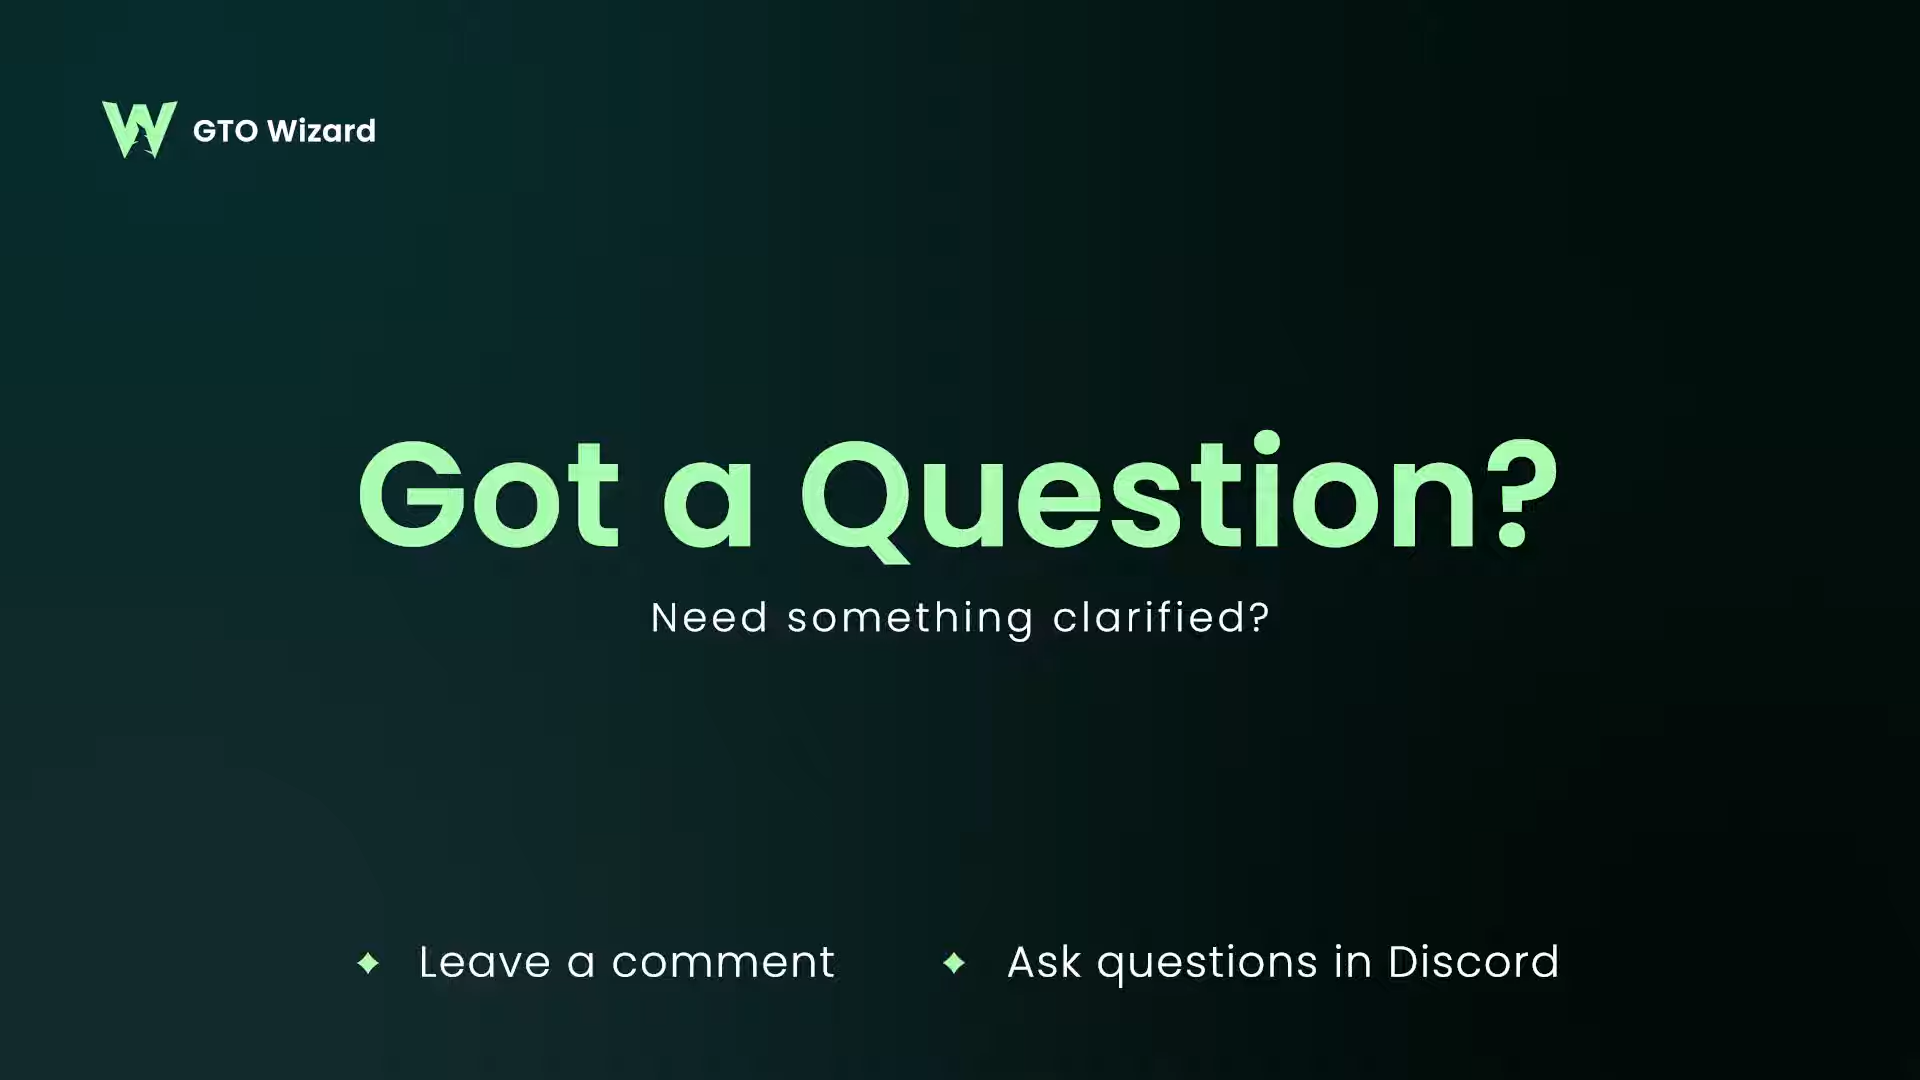 GTO Wizard
Got a Question?
Need something clarified?
Leave a comment
Ask questions in Discord